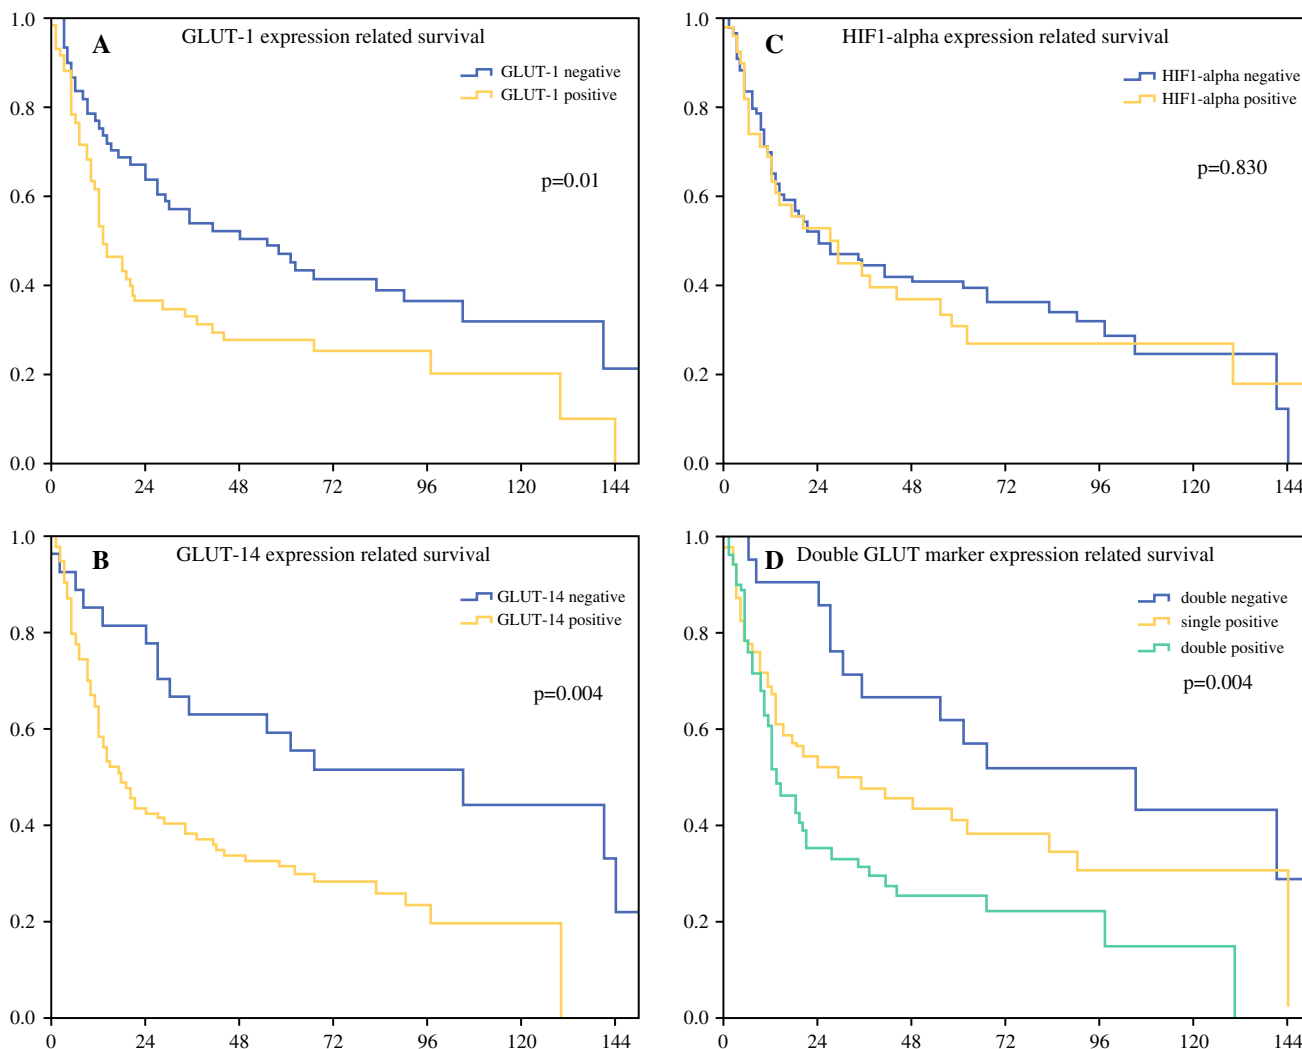 A GLUT-1 expression related survival
GLUT-1 negative
GLUT-1 positive
p=0.01
1.0
0.8
0.6
0.4
0.2
0.0
0 24 48 72 96 120 144
C HIF1-alpha expression related survival
HIF1-alpha negative
HIF1-alpha positive
p=0.830
1.0
0.8
0.6
0.4
0.2
0.0
0 24 48 72 96 120 144
B GLUT-14 expression related survival
GLUT-14 negative
GLUT-14 positive
p=0.004
1.0
0.8
0.6
0.4
0.2
0.0
0 24 48 72 96 120 144
D Double GLUT marker expression related survival
double negative
single positive
double positive
p=0.004
1.0
0.8
0.6
0.4
0.2
0.0
0 24 48 72 96 120 144